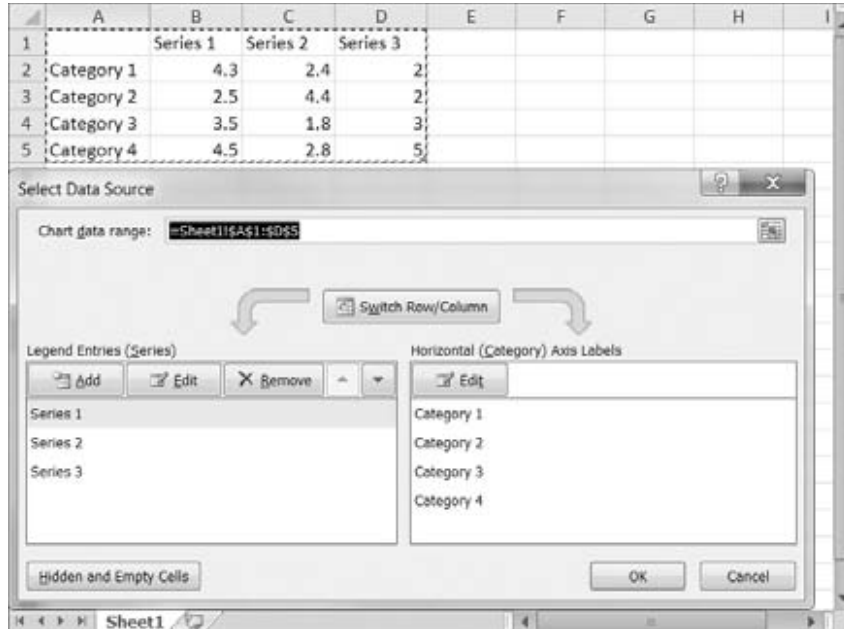 A B C D E F G H I
1 Series 1 Series 2 Series 3
2 Category 1 4.3 2.4 2
3 Category 2 2.5 4.4 2
4 Category 3 3.5 1.8 3
5 Category 4 4.5 2.8 5
Select Data Source
Chart data range: =Sheet1!$A$1:$D$5
Switch Row/Column
Legend Entries (Series) Horizontal (Category) Axis Labels
Add Edit Remove Edit
Series 1 Category 1
Series 2 Category 2
Series 3 Category 3
Category 4
Hidden and Empty Cells OK Cancel
Sheet1